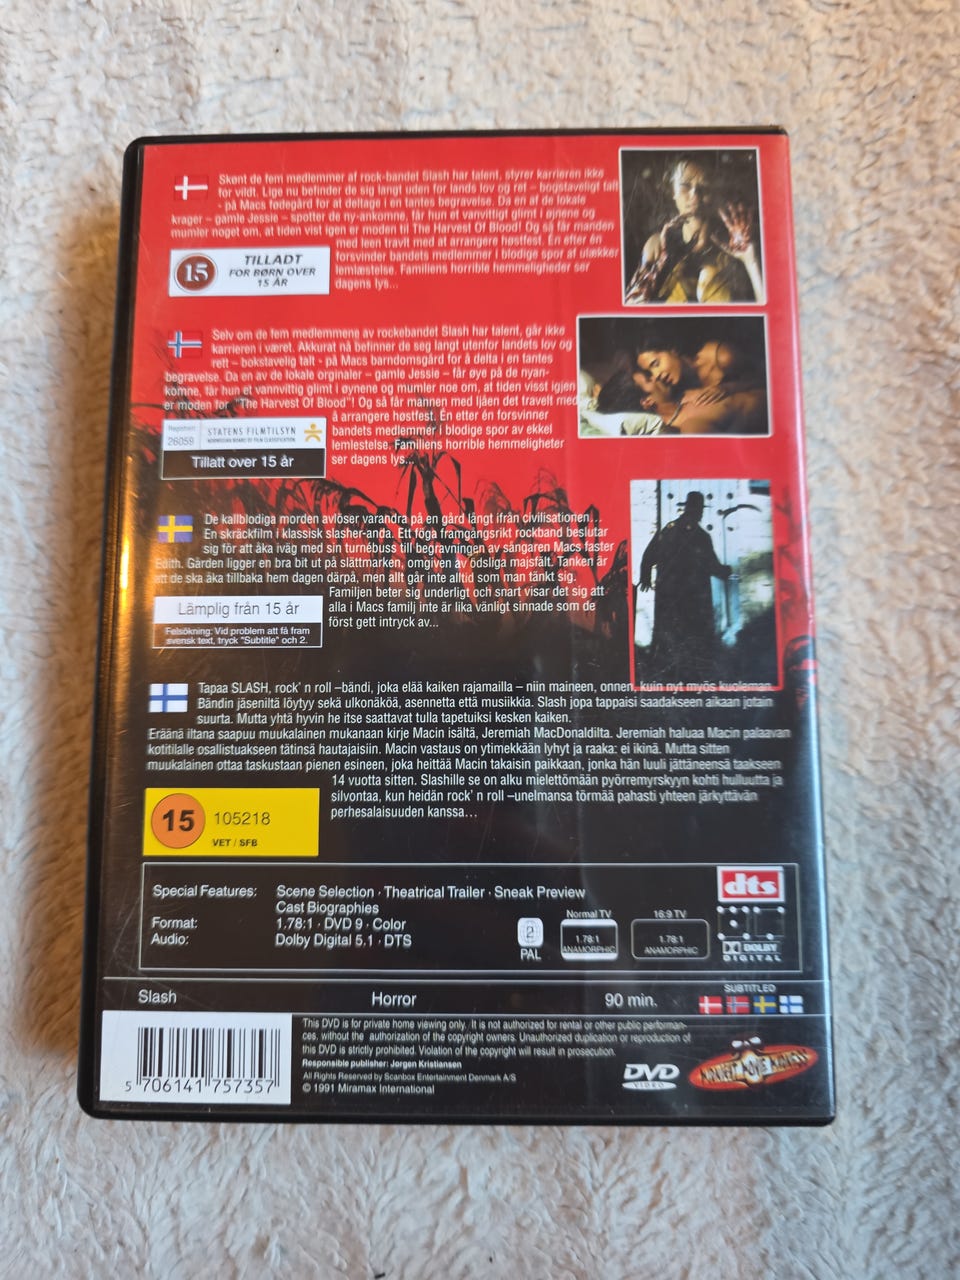 Skønt de fem medlemmer af rock-bandet Slash har talent, styrer karrieren ikke
for vildt. Lige nu befinder de sig langt uden for lands lov og ret – bogstaveligt talt
- på Macs fødegård for at deltage i en tantes begravelse. Da en af de lokale
krager – gamle Jessie – spotter de ny-ankomne, får hun et vanvittigt glimt i øjnene og
mumler noget om, at tiden vist igen er moden til The Harvest Of Blood! Og så får manden
med leen travlt med at arrangere høstfest. Én efter én
forsvinder bandets medlemmer i blodige spor af ulækker
lemlæstelse. Familiens horrible hemmeligheder ser
dagens lys...
15
TILLADT
FOR BØRN OVER
15 ÅR
Selv om de fem medlemmene av rockebandet Slash har talent, går ikke
karrieren i været. Akkurat nå befinner de seg langt utenfor landets lov og
rett – bokstavelig talt - på Macs barndomsgård for å delta i en tantes
begravelse. Da en av de lokale orginaler – gamle Jessie – får øye på de nyan-
komne, får hun et vannvittig glimt i øynene og mumler noe om, at tiden visst igjen
er moden for "The Harvest Of Blood"! Og så får mannen med ljåen det travelt med
å arrangere høstfest. En etter én forsvinner
bandets medlemmer i blodige spor av ekkel
lemlestelse. Familiens horrible hemmeligheter
ser dagens lys...
Registrert
26059
STATENS FILMTILSYN
NORWEGIAN BOARD OF FILM CLASSIFICATION
Tillatt over 15 år
De kallblodiga morden avlöser varandra på en gård långt ifrån civilisationen...
En skräckfilm i klassisk slasher-anda. Ett föga framgångsrikt rockband beslutar
sig för att åka iväg med sin turnébuss till begravningen av sångaren Macs faster
Edith. Gården ligger en bra bit ut på slättmarken, omgiven av ödsliga majsfält. Tanken är
att de ska åka tillbaka hem dagen därpå, men allt går inte alltid som man tänkt sig.
Familjen beter sig underligt och snart visar det sig att
alla i Macs familj inte är lika vänligt sinnade som de
först gett intryck av...
Lämplig från 15 år
Felsökning: Vid problem att få fram
svensk text, tryck "Subtitle" och 2.
Tapaa SLASH, rock' n roll –bändi, joka elää kaiken rajamailla – niin maineen, onnen, kuin nyt myös kuoleman.
Bändin jäseniltä löytyy sekä ulkonäköä, asennetta että musiikkia. Slash jopa tappaisi saadakseen aikaan jotain
suurta. Mutta yhtä hyvin he itse saattavat tulla tapetuiksi kesken kaiken.
Eräänä iltana saapuu muukalainen mukanaan kirje Macin isältä, Jeremiah MacDonaldilta. Jeremiah haluaa Macin palaavan
kotitilalle osallistuakseen tätinsä hautajaisiin. Macin vastaus on ytimekkään lyhyt ja raaka: ei ikinä. Mutta sitten
muukalainen ottaa taskustaan pienen esineen, joka heittää Macin takaisin paikkaan, jonka hän luuli jättäneensä taakseen
14 vuotta sitten. Slashille se on alku mielettömään pyörremyrskyyn kohti hulluutta ja
silvontaa, kun heidän rock' n roll –unelmansa törmää pahasti yhteen järkyttävän
perhesalaisuuden kanssa...
15
105218
VET / SFB
Special Features: Scene Selection · Theatrical Trailer · Sneak Preview
Cast Biographies
Format: 1.78:1 · DVD 9 · Color
Audio: Dolby Digital 5.1 · DTS
2
PAL
Normal TV
1.78:1
ANAMORPHIC
16:9 TV
1.78:1
ANAMORPHIC
dts
DOLBY
DIGITAL
Slash Horror 90 min.
SUBTITLED
5 706141 757357
This DVD is for private home viewing only. It is not authorized for rental or other public performan-
ces, without the authorization of the copyright owners. Unauthorized duplication or reproduction of
this DVD is strictly prohibited. Violation of the copyright will result in prosecution.
Responsible publisher: Jørgen Kristiansen
All Rights Reserved by Scanbox Entertainment Denmark A/S
© 1991 Miramax International
DVD
VIDEO
MIDNIGHT MOVIE MADNESS